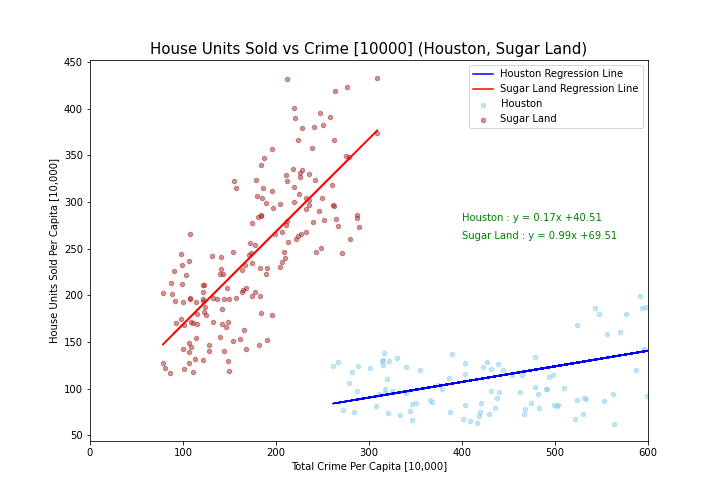 House Units Sold vs Crime [10000] (Houston, Sugar Land)
450
400
350
300
250
200
150
100
50
House Units Sold Per Capita [10,000]
Houston Regression Line
Sugar Land Regression Line
Houston
Sugar Land
Houston : y = 0.17x +40.51
Sugar Land : y = 0.99x +69.51
0 100 200 300 400 500 600
Total Crime Per Capita [10,000]